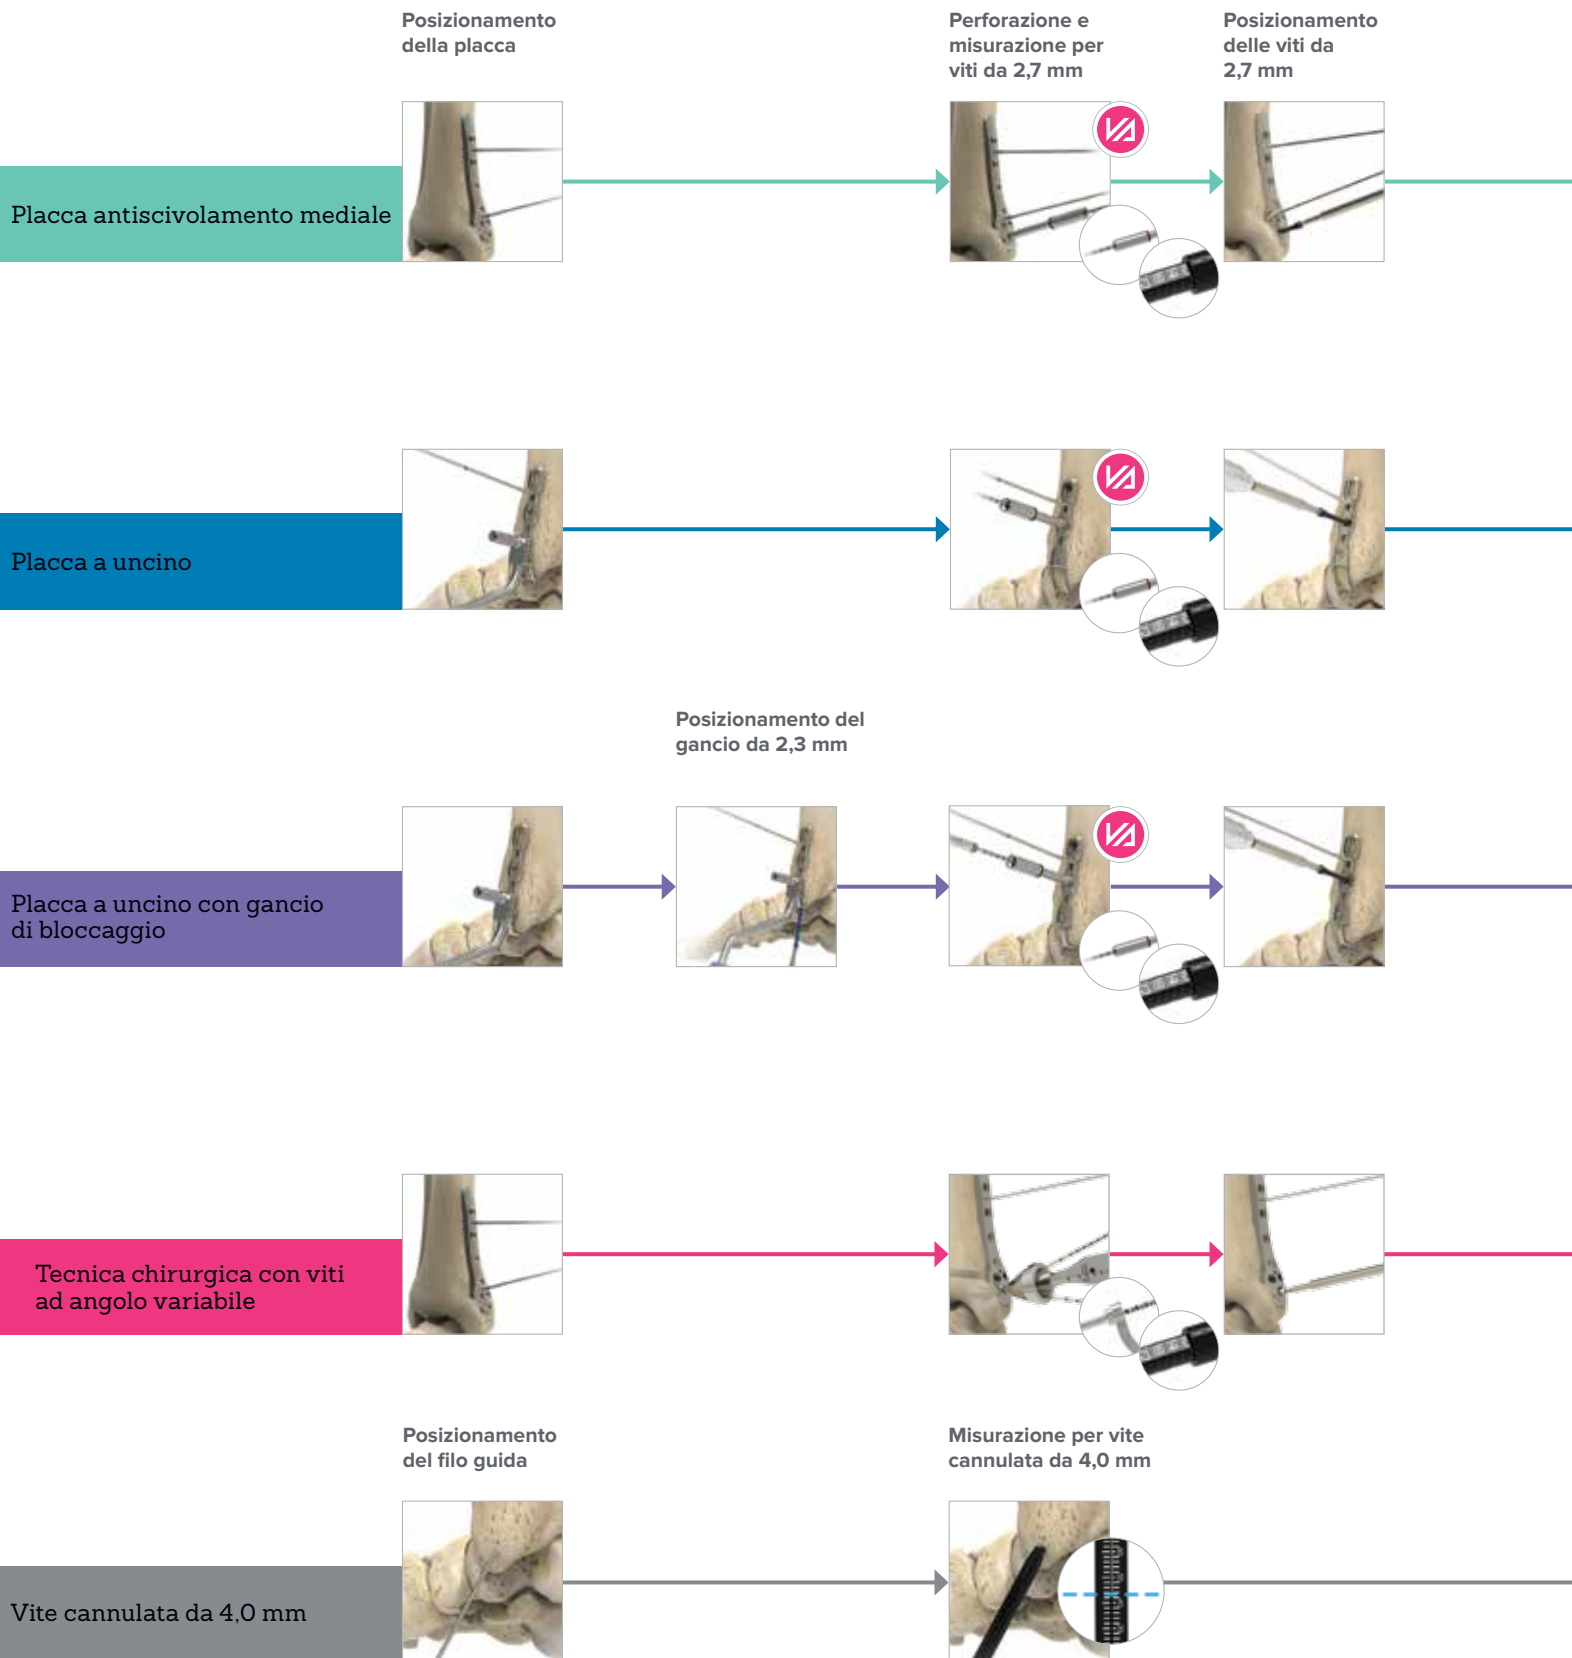 Posizionamento
della placca
Perforazione e
misurazione per
viti da 2,7 mm
Posizionamento
delle viti da
2,7 mm
Placca antiscivolamento mediale
Placca a uncino
Posizionamento del
gancio da 2,3 mm
Placca a uncino con gancio
di bloccaggio
Tecnica chirurgica con viti
ad angolo variabile
Posizionamento
del filo guida
Misurazione per vite
cannulata da 4,0 mm
Vite cannulata da 4,0 mm